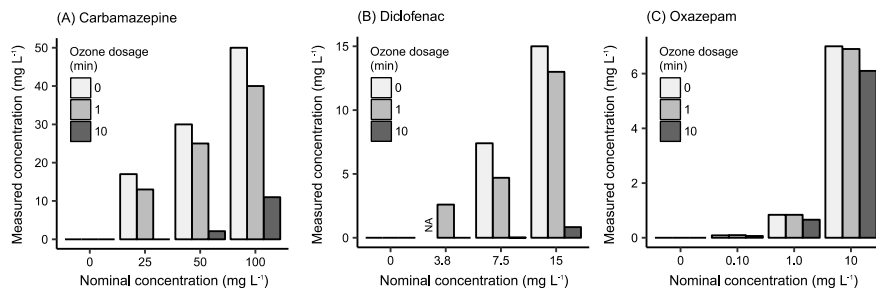 (A) Carbamazepine
Ozone dosage
(min)
0
1
10
Measured concentration (mg L⁻¹)
50
40
30
20
10
0
0 25 50 100
Nominal concentration (mg L⁻¹)
(B) Diclofenac
Ozone dosage
(min)
0
1
10
Measured concentration (mg L⁻¹)
15
10
5
0
NA
0 3.8 7.5 15
Nominal concentration (mg L⁻¹)
(C) Oxazepam
Ozone dosage
(min)
0
1
10
Measured concentration (mg L⁻¹)
6
4
2
0
0 0.10 1.0 10
Nominal concentration (mg L⁻¹)